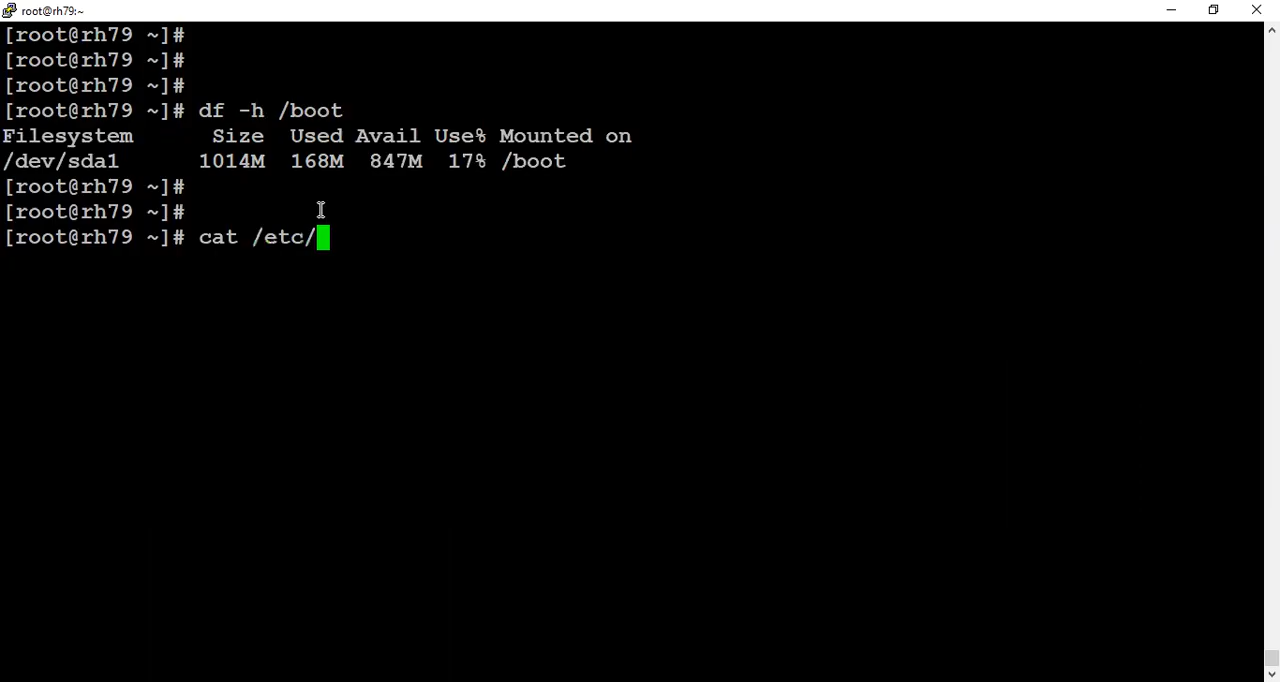 root@rh79:~
[root@rh79 ~]#
[root@rh79 ~]#
[root@rh79 ~]#
[root@rh79 ~]# df -h /boot
Filesystem      Size  Used Avail Use% Mounted on
/dev/sda1      1014M  168M  847M  17% /boot
[root@rh79 ~]#
[root@rh79 ~]#
[root@rh79 ~]# cat /etc/